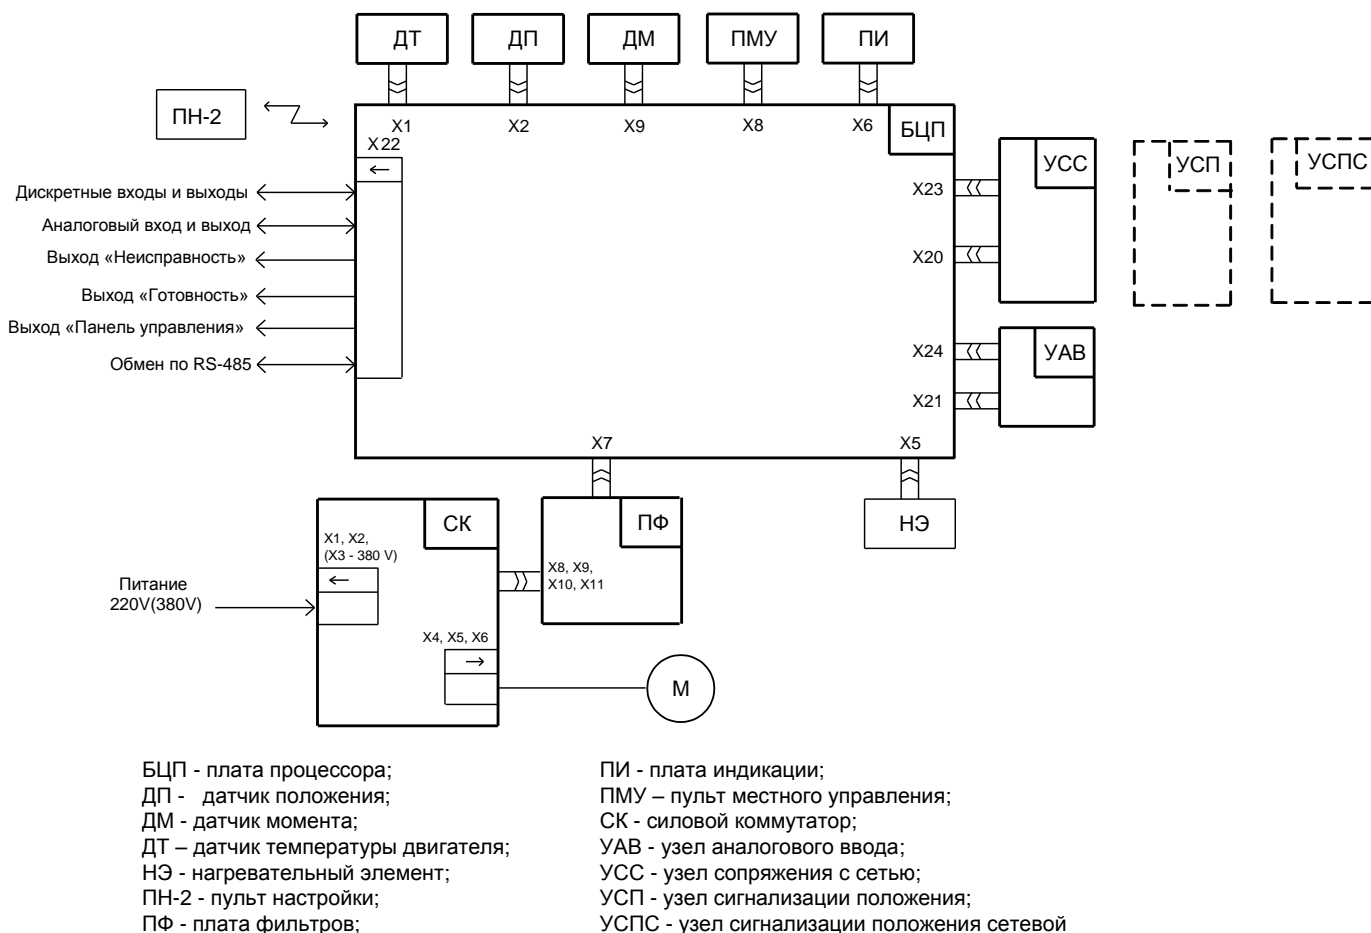 ДТ
ДП
ДМ
ПМУ
ПИ
ПН-2
X1
X2
X9
X8
X6
БЦП
X22
УСС
УСП
УСПС
X23
Дискретные входы и выходы
Аналоговый вход и выход
Выход «Неисправность»
X20
Выход «Готовность»
Выход «Панель управления»
Обмен по RS-485
X24
УАВ
X21
X7
X5
СК
ПФ
НЭ
X1, X2,
(X3 - 380 V)
X8, X9,
X10, X11
Питание
220V(380V)
X4, X5, X6
М
БЦП - плата процессора;
ДП - датчик положения;
ДМ - датчик момента;
ДТ – датчик температуры двигателя;
НЭ - нагревательный элемент;
ПН-2 - пульт настройки;
ПФ - плата фильтров;
ПИ - плата индикации;
ПМУ – пульт местного управления;
СК - силовой коммутатор;
УАВ - узел аналогового ввода;
УСС - узел сопряжения с сетью;
УСП - узел сигнализации положения;
УСПС - узел сигнализации положения сетевой